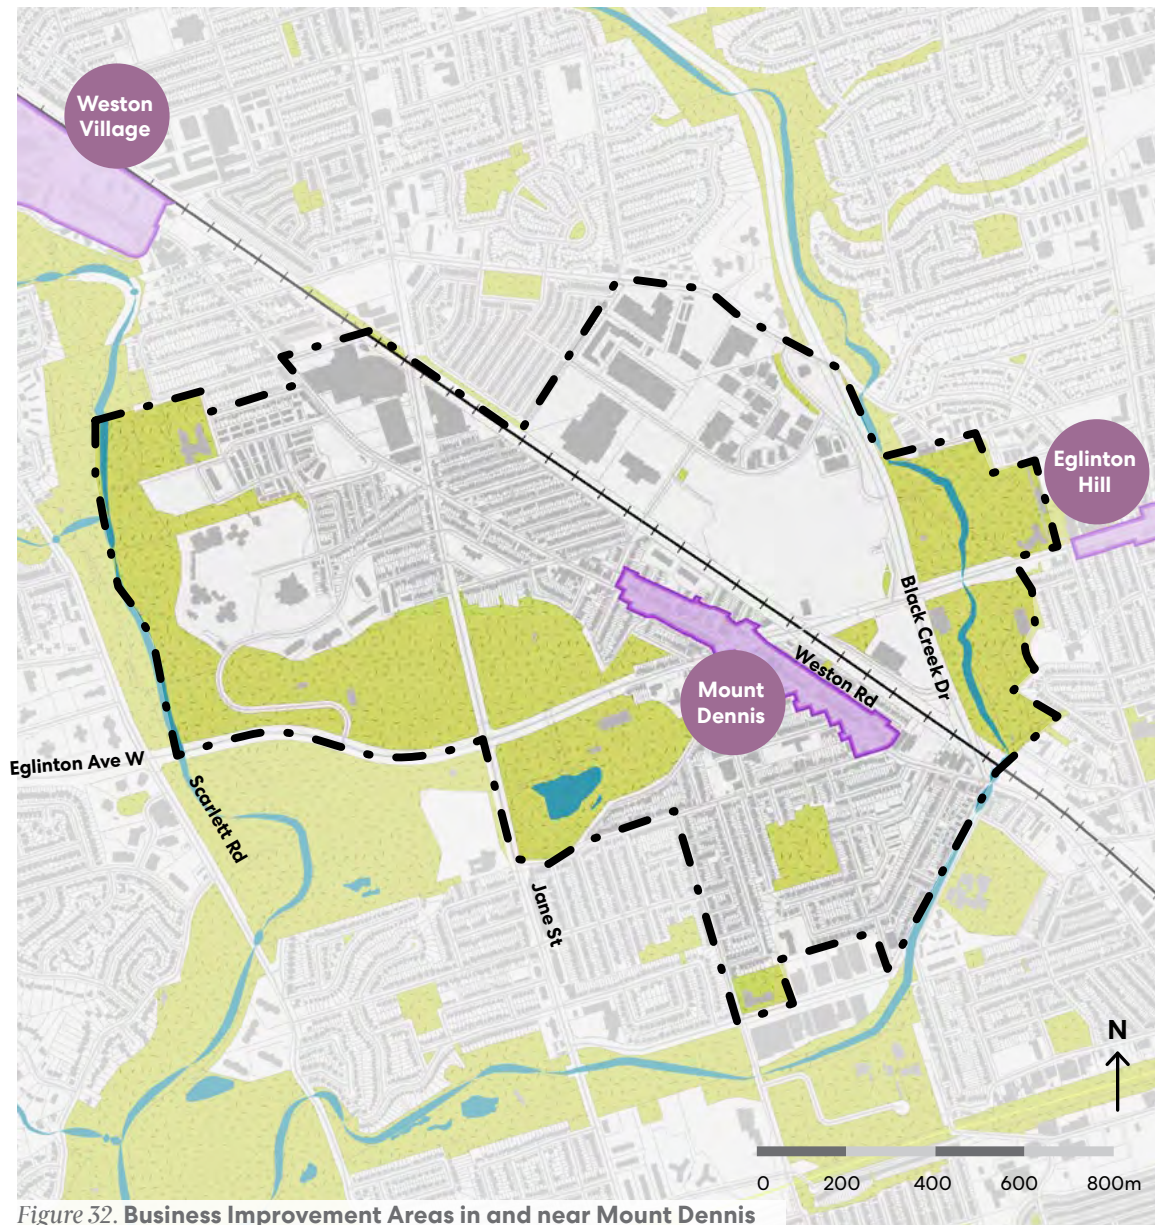 Weston
Village
Eglinton
Hill
Black Creek Dr
Weston Rd
Mount
Dennis
Eglinton Ave W
Scarlett Rd
Jane St
N
0 200 400 600 800m
Figure 32. Business Improvement Areas in and near Mount Dennis